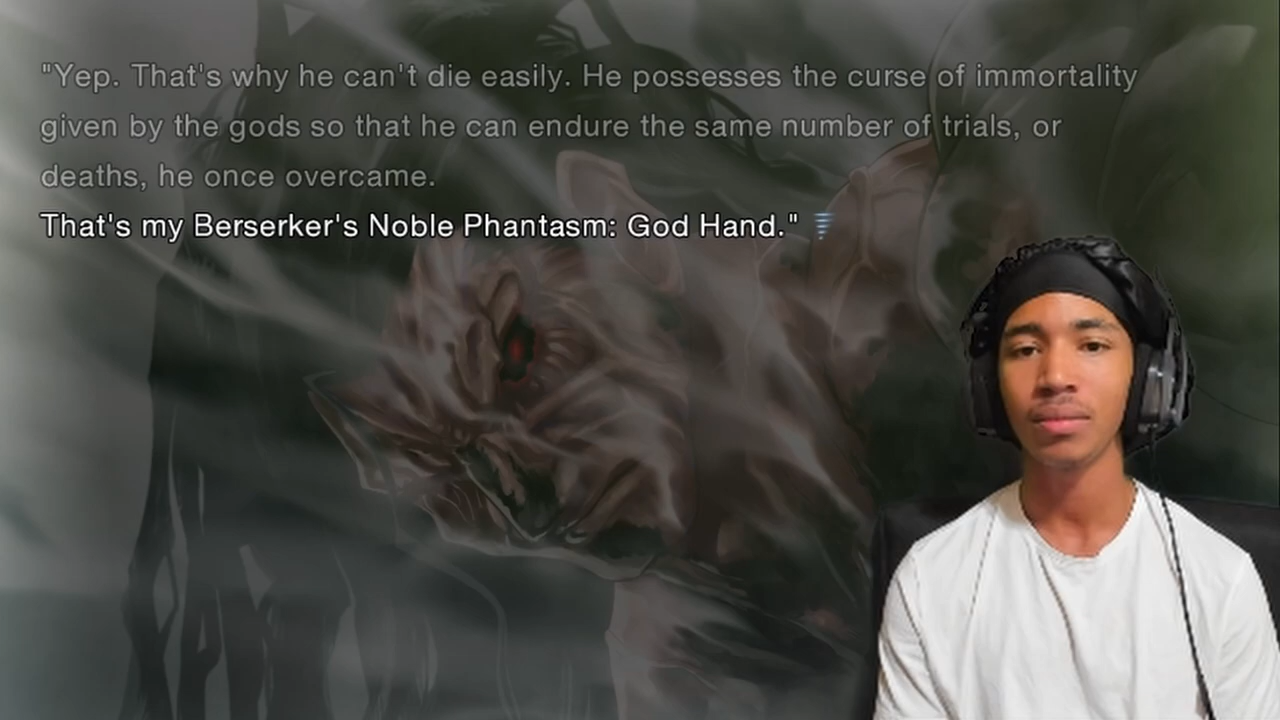 "Yep. That's why he can't die easily. He possesses the curse of immortality
given by the gods so that he can endure the same number of trials, or
deaths, he once overcame.
That's my Berserker's Noble Phantasm: God Hand."